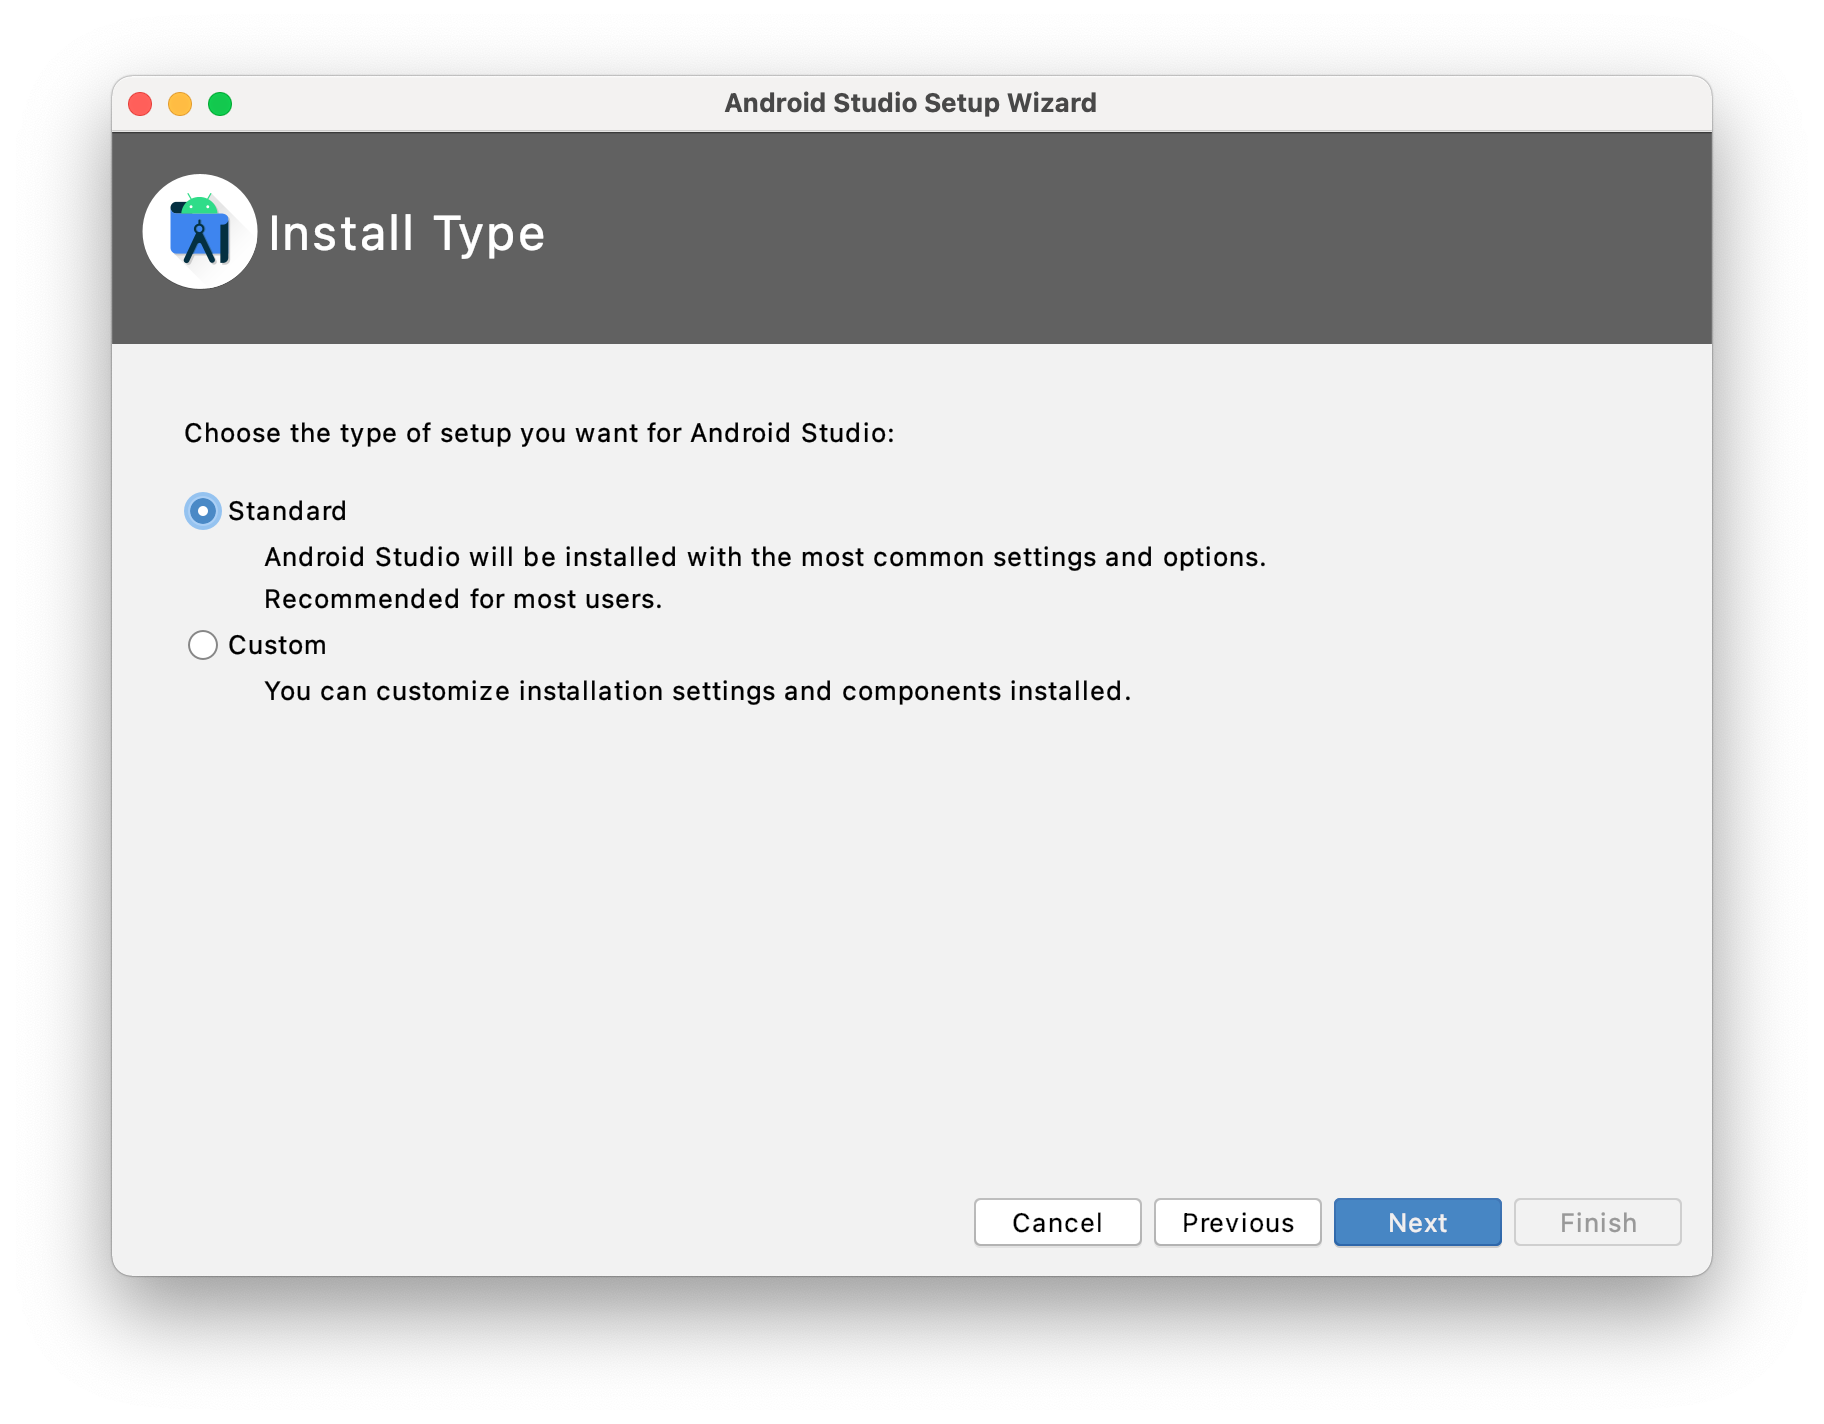 Android Studio Setup Wizard
Install Type
Choose the type of setup you want for Android Studio:
Standard
Android Studio will be installed with the most common settings and options.
Recommended for most users.
Custom
You can customize installation settings and components installed.
Cancel Previous Next Finish